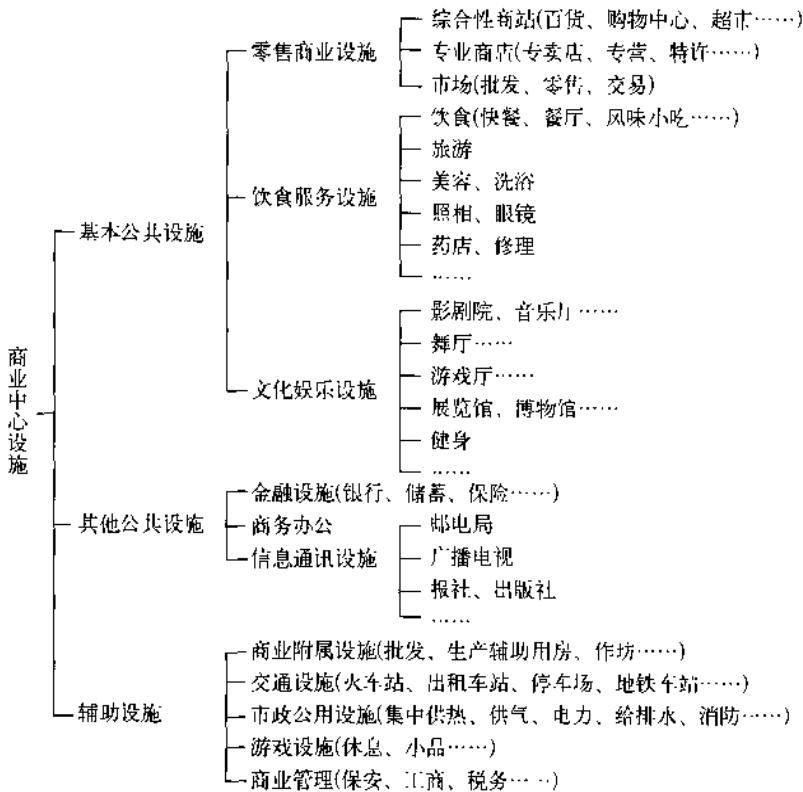 商业中心设施
基本公共设施
零售商业设施
综合性商站(百货、购物中心、超市……)
专业商店(专卖店、专营、特许……)
市场(批发、零售、交易)
饮食服务设施
饮食(快餐、餐厅、风味小吃……)
旅游
美容、洗浴
照相、眼镜
药店、修理
……
文化娱乐设施
影剧院、音乐厅……
舞厅……
游戏厅……
展览馆、博物馆……
健身
……
其他公共设施
金融设施(银行、储蓄、保险……)
商务办公
信息通讯设施
邮电局
广播电视
报社、出版社
……
辅助设施
商业附属设施(批发、生产辅助用房、作坊……)
交通设施(火车站、出租车站、停车场、地铁车站……)
市政公用设施(集中供热、供气、电力、给排水、消防……)
游戏设施(休息、小品……)
商业管理(保安、工商、税务……)